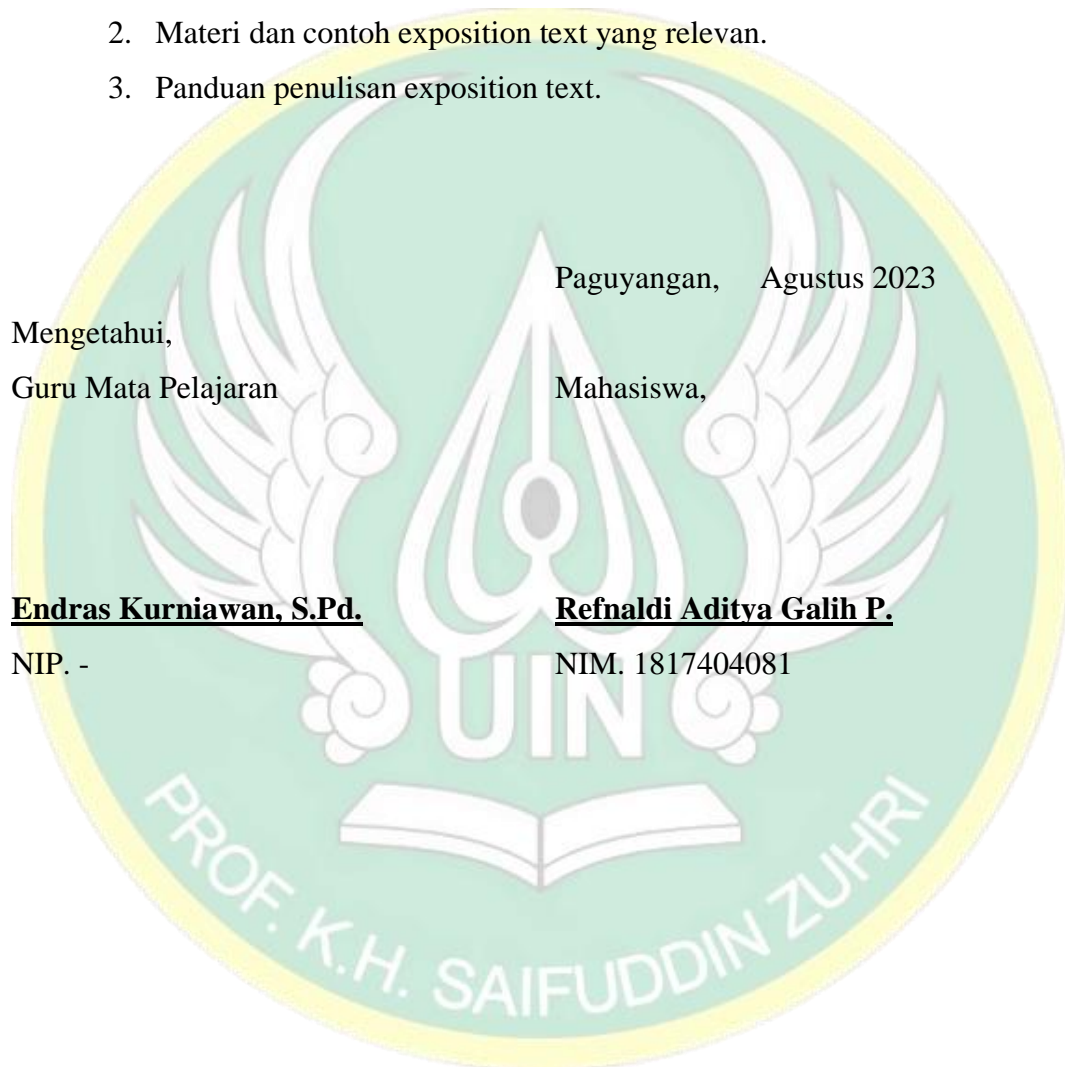 2. Materi dan contoh exposition text yang relevan.
3. Panduan penulisan exposition text.
Paguyangan, Agustus 2023
Mengetahui,
Guru Mata Pelajaran Mahasiswa,
Endras Kurniawan, S.Pd. Refnaldi Aditya Galih P.
NIP. - NIM. 1817404081
UIN
PROF. K.H. SAIFUDDIN ZUHRI